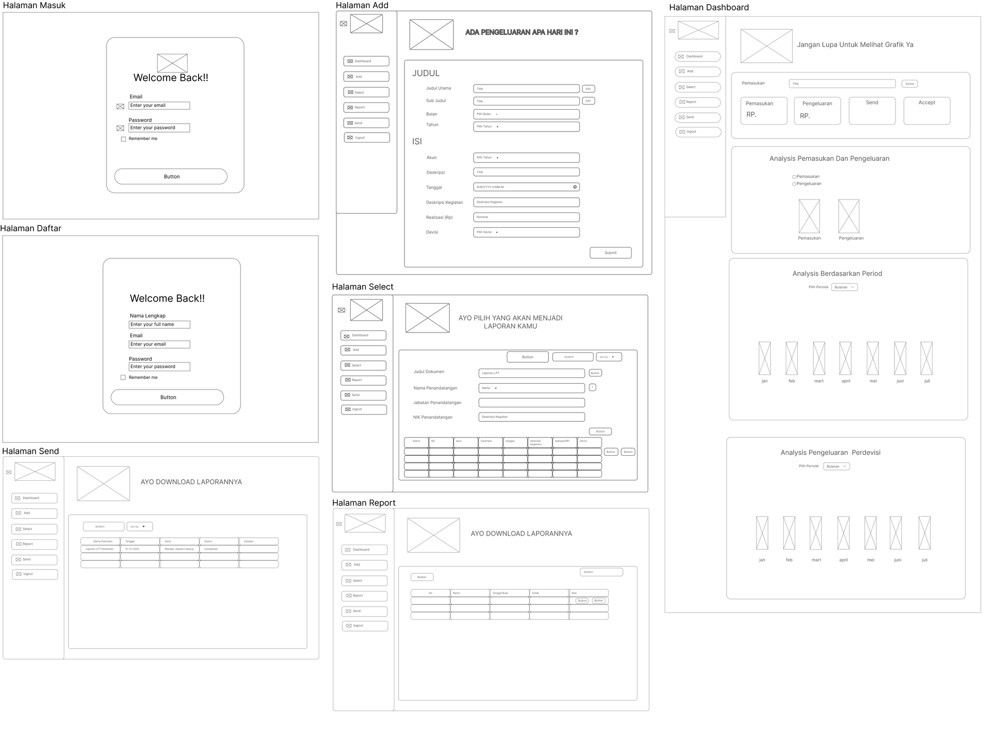 Halaman Masuk
Welcome Back!!
Email
Enter your email
Password
Enter your password
Remember me
Button
Halaman Daftar
Welcome Back!!
Nama Lengkap
Enter your full name
Email
Enter your email
Password
Enter your password
Remember me
Button
Halaman Send
AYO DOWNLOAD LAPORANNYA
Dashboard
Add
Select
Report
Send
logout
SEARCH
Sort by
Nama Dokumen Tanggal Send Status Catatan
Laporan LPT Desember 31-12-2020 Manajer, Kepala Cabang Completed
Halaman Add
ADA PENGELUARAN APA HARI INI ?
Dashboard
Add
Select
Report
Send
logout
JUDUL
Judul Utama Title Edit
Sub Judul Title Edit
Bulan Pilih Bulan
Tahun Pilih Tahun
ISI
Akun Pilih Tahun
Deskripsi Title
Tanggal D/M/YYYY H:MM M
Deskripsi Kegiatan Deskripsi Kegiatan
Realisasi (Rp) Nominal
Devisi Pilih Devisi
Submit
Halaman Select
AYO PILIH YANG AKAN MENJADI
LAPORAN KAMU
Dashboard
Add
Select
Report
Send
logout
Button SEARCH Sort by
Judul Dokumen Laporan LPT Button
Nama Penandatangan Nama
Jabatan Penandatangan
NIK Penandatangan Deskripsi Kegiatan
Button
Select N0 akun Deskripsi tanggal deskripsi realisasi(RP) Devisi
kegiatann
Button Button
Halaman Report
AYO DOWNLOAD LAPORANNYA
Dashboard
Add
Select
Report
Send
logout
SEARCH
Button
No Nama Tanggal Buat Cetak Aksi
Button Button
Halaman Dashboard
Jangan Lupa Untuk Melihat Grafik Ya
Dashboard
Add
Select
Report
Send
logout
Pemasukan Title Button
Pemasukan Pengeluaran Send Accept
RP. RP.
Analysis Pemasukan Dan Pengeluaran
Pemasukan
Pengeluaran
Pemasukan Pengeluaran
Analysis Berdasarkan Period
Pilih Periode Bulanan
jan feb mart april mei juni juli
Analysis Pengeluaran  Perdevisi
Pilih Periode Bulanan
jan feb mart april mei juni juli